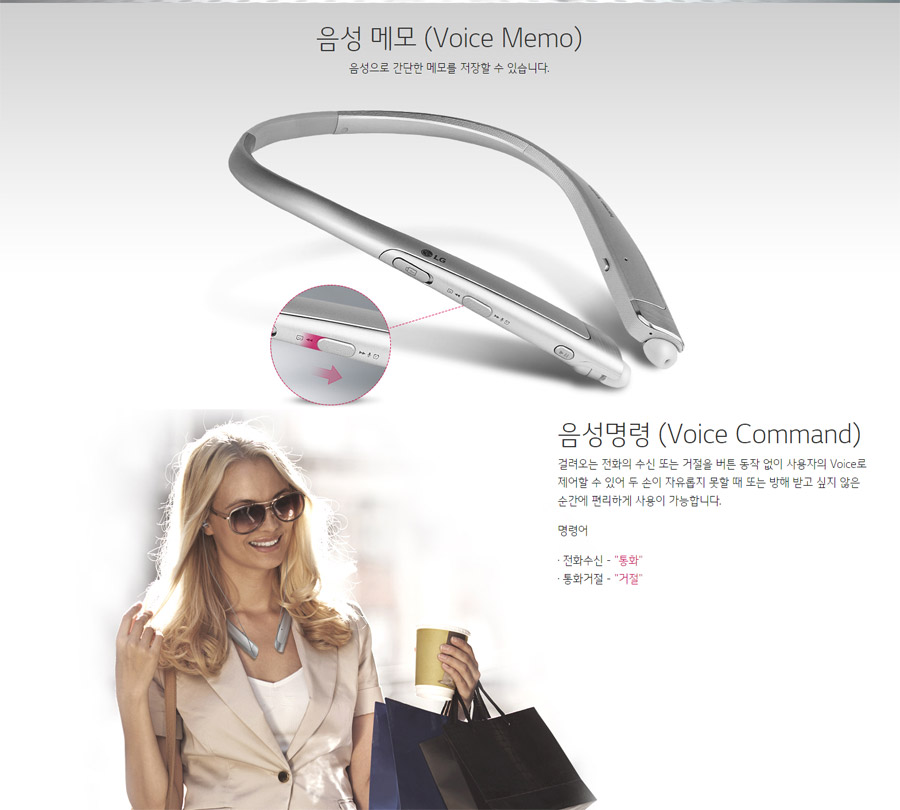 음성 메모 (Voice Memo)
음성으로 간단한 메모를 저장할 수 있습니다.
LG
음성명령 (Voice Command)
걸려오는 전화의 수신 또는 거절을 버튼 동작 없이 사용자의 Voice로
제어할 수 있어 두 손이 자유롭지 못할 때 또는 방해 받고 싶지 않은
순간에 편리하게 사용이 가능합니다.
명령어
· 전화수신 - "통화"
· 통화거절 - "거절"